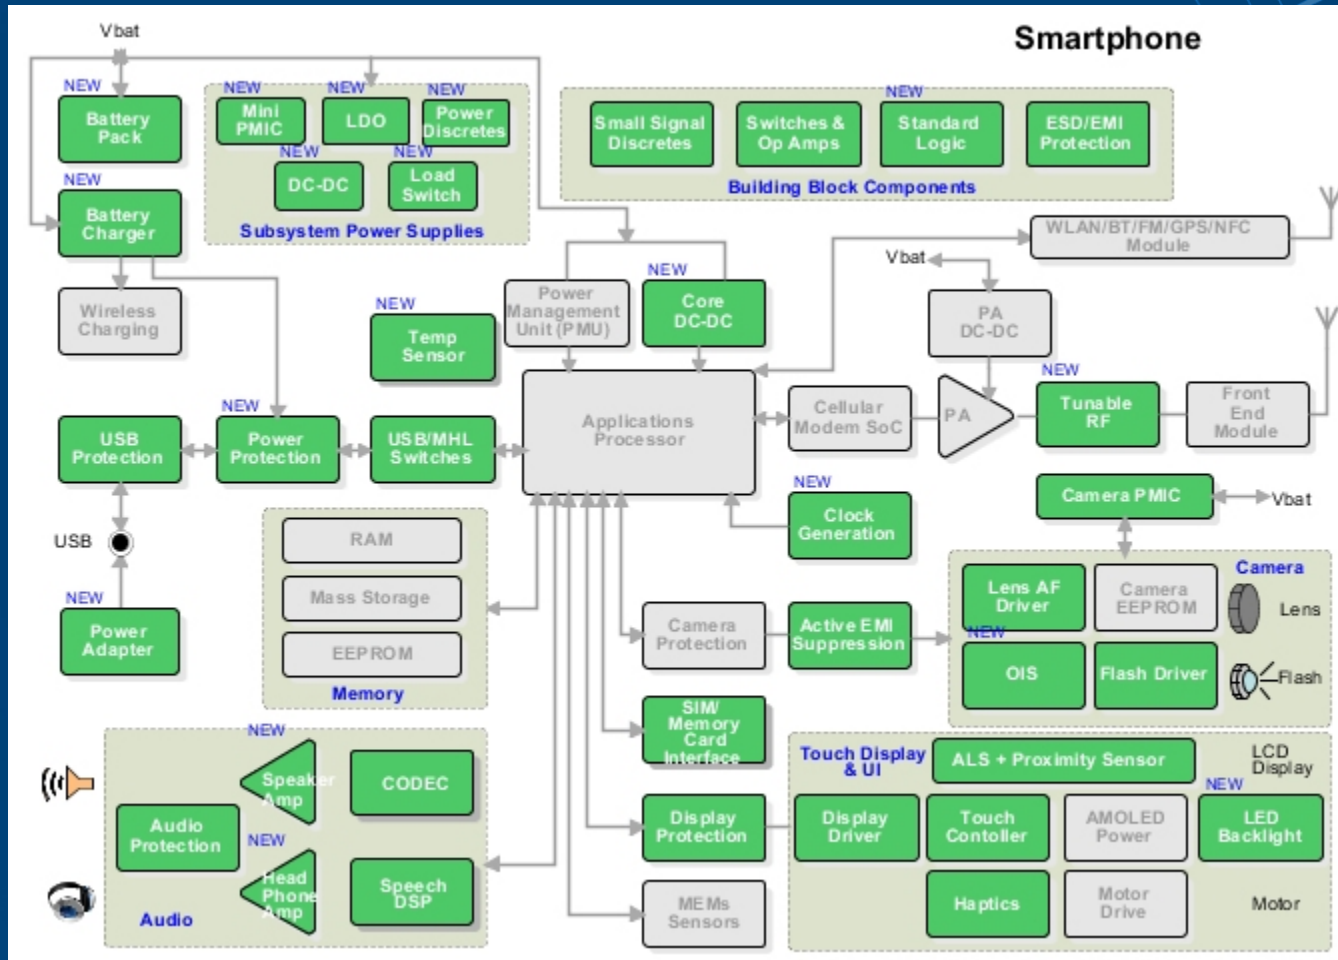 Smartphone
Vbat
NEW
Battery
Pack
NEW
Battery
Charger
Wireless
Charging
NEW
Mini
PMIC
NEW
LDO
NEW
Power
Discretes
NEW
DC-DC
NEW
Load
Switch
Subsystem Power Supplies
Small Signal
Discretes
Switches &
Op Amps
NEW
Standard
Logic
ESD/EMI
Protection
Building Block Components
WLAN/BT/FM/GPS/NFC
Module
Vbat
PA
DC-DC
NEW
Temp
Sensor
Power
Management
Unit (PMU)
NEW
Core
DC-DC
Applications
Processor
Cellular
Modem SoC
PA
NEW
Tunable
RF
Front
End
Module
USB
Protection
NEW
Power
Protection
USB/MHL
Switches
NEW
Clock
Generation
Camera PMIC
Vbat
USB
NEW
Power
Adapter
RAM
Mass Storage
EEPROM
Memory
Camera
Protection
Active EMI
Suppression
Lens AF
Driver
Camera
EEPROM
Camera
Lens
NEW
OIS
Flash Driver
Flash
SIM/
Memory
Card
Interface
Display
Protection
MEMs
Sensors
NEW
Speaker
Amp
CODEC
Audio
Protection
NEW
Head
Phone
Amp
Speech
DSP
Audio
Touch Display
& UI
ALS + Proximity Sensor
LCD
Display
Display
Driver
Touch
Contoller
AMOLED
Power
NEW
LED
Backlight
Haptics
Motor
Drive
Motor